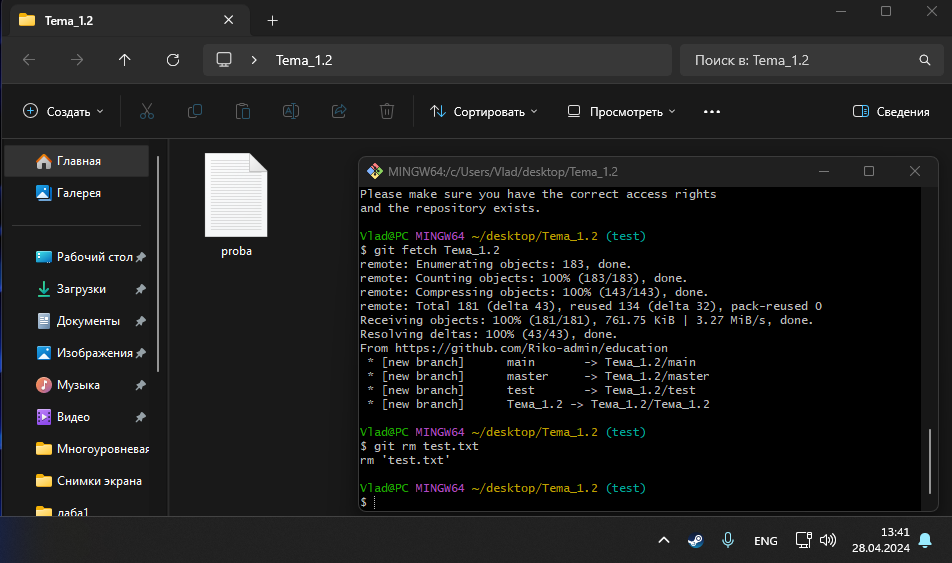 Tema_1.2
Tema_1.2
Поиск в: Tema_1.2
Создать
Сортировать
Просмотреть
Сведения
Главная
Галерея
Рабочий стол
Загрузки
Документы
Изображения
Музыка
Видео
Многоуровневая
Снимки экрана
лаба1
proba
MINGW64:/c/Users/Vlad/desktop/Tema_1.2
Please make sure you have the correct access rights
and the repository exists.
Vlad@PC MINGW64 ~/desktop/Tema_1.2 (test)
$ git fetch Тема_1.2
remote: Enumerating objects: 183, done.
remote: Counting objects: 100% (183/183), done.
remote: Compressing objects: 100% (143/143), done.
remote: Total 181 (delta 43), reused 134 (delta 32), pack-reused 0
Receiving objects: 100% (181/181), 761.75 KiB | 3.27 MiB/s, done.
Resolving deltas: 100% (43/43), done.
From https://github.com/Riko-admin/education
* [new branch] main -> Тема_1.2/main
* [new branch] master -> Тема_1.2/master
* [new branch] test -> Тема_1.2/test
* [new branch] Тема_1.2 -> Тема_1.2/Тема_1.2
Vlad@PC MINGW64 ~/desktop/Tema_1.2 (test)
$ git rm test.txt
rm 'test.txt'
Vlad@PC MINGW64 ~/desktop/Tema_1.2 (test)
$
ENG
13:41
28.04.2024